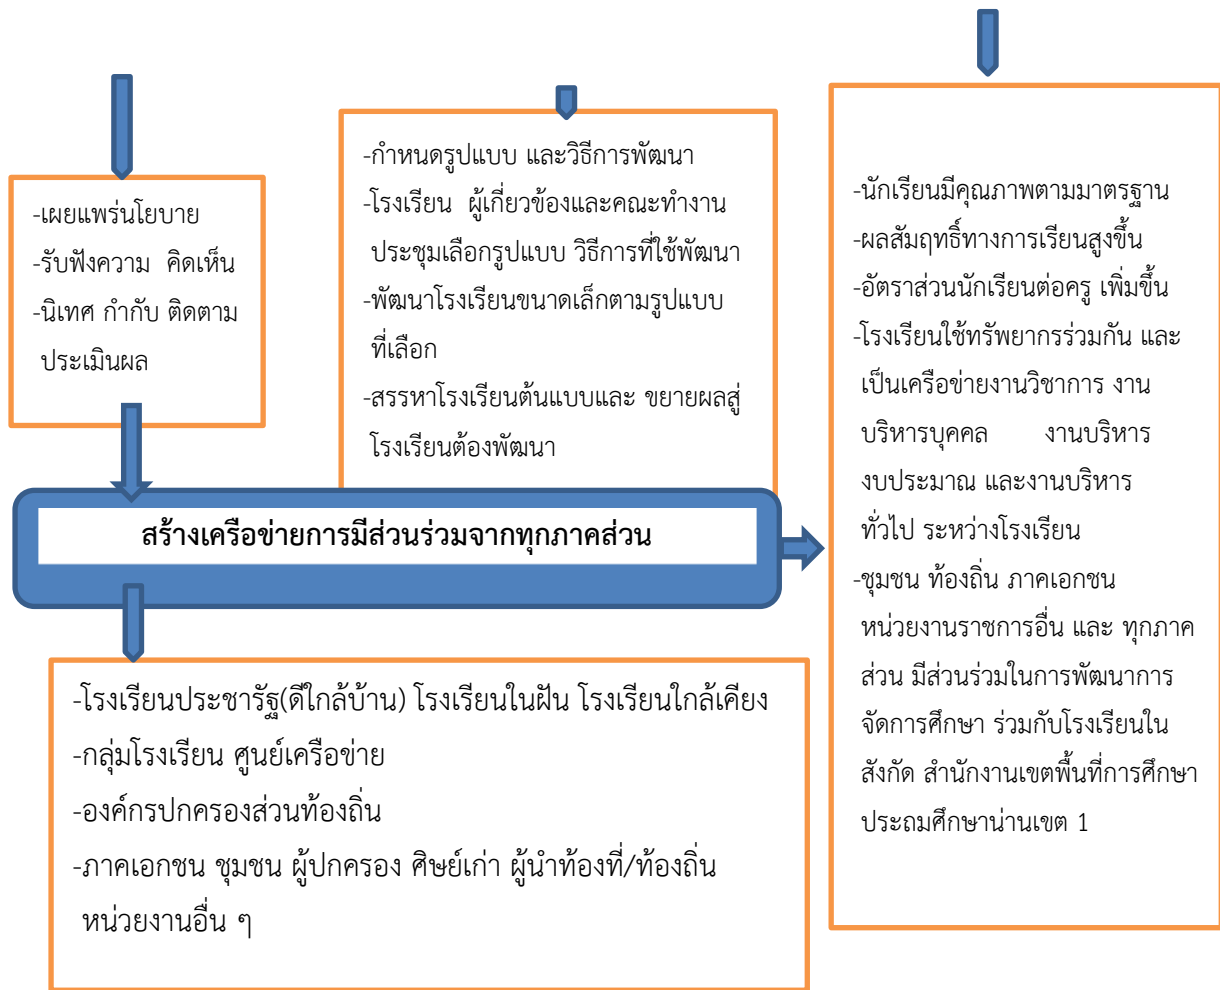 -เผยแพร่นโยบาย
-รับฟังความ คิดเห็น
-นิเทศ กำกับ ติดตาม
ประเมินผล
-กำหนดรูปแบบ และวิธีการพัฒนา
-โรงเรียน ผู้เกี่ยวข้องและคณะทำงาน
ประชุมเลือกรูปแบบ วิธีการที่ใช้พัฒนา
-พัฒนาโรงเรียนขนาดเล็กตามรูปแบบ
ที่เลือก
-สรรหาโรงเรียนต้นแบบและ ขยายผลสู่
โรงเรียนต้องพัฒนา
สร้างเครือข่ายการมีส่วนร่วมจากทุกภาคส่วน
-โรงเรียนประชารัฐ(ดีใกล้บ้าน) โรงเรียนในฝัน โรงเรียนใกล้เคียง
-กลุ่มโรงเรียน ศูนย์เครือข่าย
-องค์กรปกครองส่วนท้องถิ่น
-ภาคเอกชน ชุมชน ผู้ปกครอง ศิษย์เก่า ผู้นำท้องที่/ท้องถิ่น
หน่วยงานอื่น ๆ
-นักเรียนมีคุณภาพตามมาตรฐาน
-ผลสัมฤทธิ์ทางการเรียนสูงขึ้น
-อัตราส่วนนักเรียนต่อครู เพิ่มขึ้น
-โรงเรียนใช้ทรัพยากรร่วมกัน และ
เป็นเครือข่ายงานวิชาการ งาน
บริหารบุคคล งานบริหาร
งบประมาณ และงานบริหาร
ทั่วไป ระหว่างโรงเรียน
-ชุมชน ท้องถิ่น ภาคเอกชน
หน่วยงานราชการอื่น และ ทุกภาค
ส่วน มีส่วนร่วมในการพัฒนาการ
จัดการศึกษา ร่วมกับโรงเรียนใน
สังกัด สำนักงานเขตพื้นที่การศึกษา
ประถมศึกษาน่านเขต 1